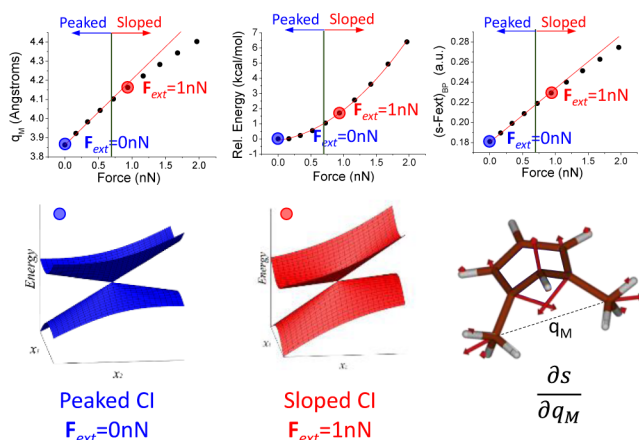 Peaked Sloped
4.4
4.3
4.2
4.1
4.0
3.9
3.8
q_M (Angstroms)
F_ext=1nN
F_ext=0nN
0.0 0.5 1.0 1.5 2.0
Force (nN)
Peaked Sloped
7
6
5
4
3
2
1
0
Rel. Energy (kcal/mol)
F_ext=1nN
F_ext=0nN
0.0 0.5 1.0 1.5 2.0
Force (nN)
Peaked Sloped
0.28
0.26
0.24
0.22
0.20
0.18
(s-Fext)_BP (a.u.)
F_ext=1nN
F_ext=0nN
0.0 0.5 1.0 1.5 2.0
Force (nN)
Energy
x₁
x₂
Peaked CI
F_ext=0nN
Energy
Sloped CI
F_ext=1nN
q_M
∂s
∂q_M